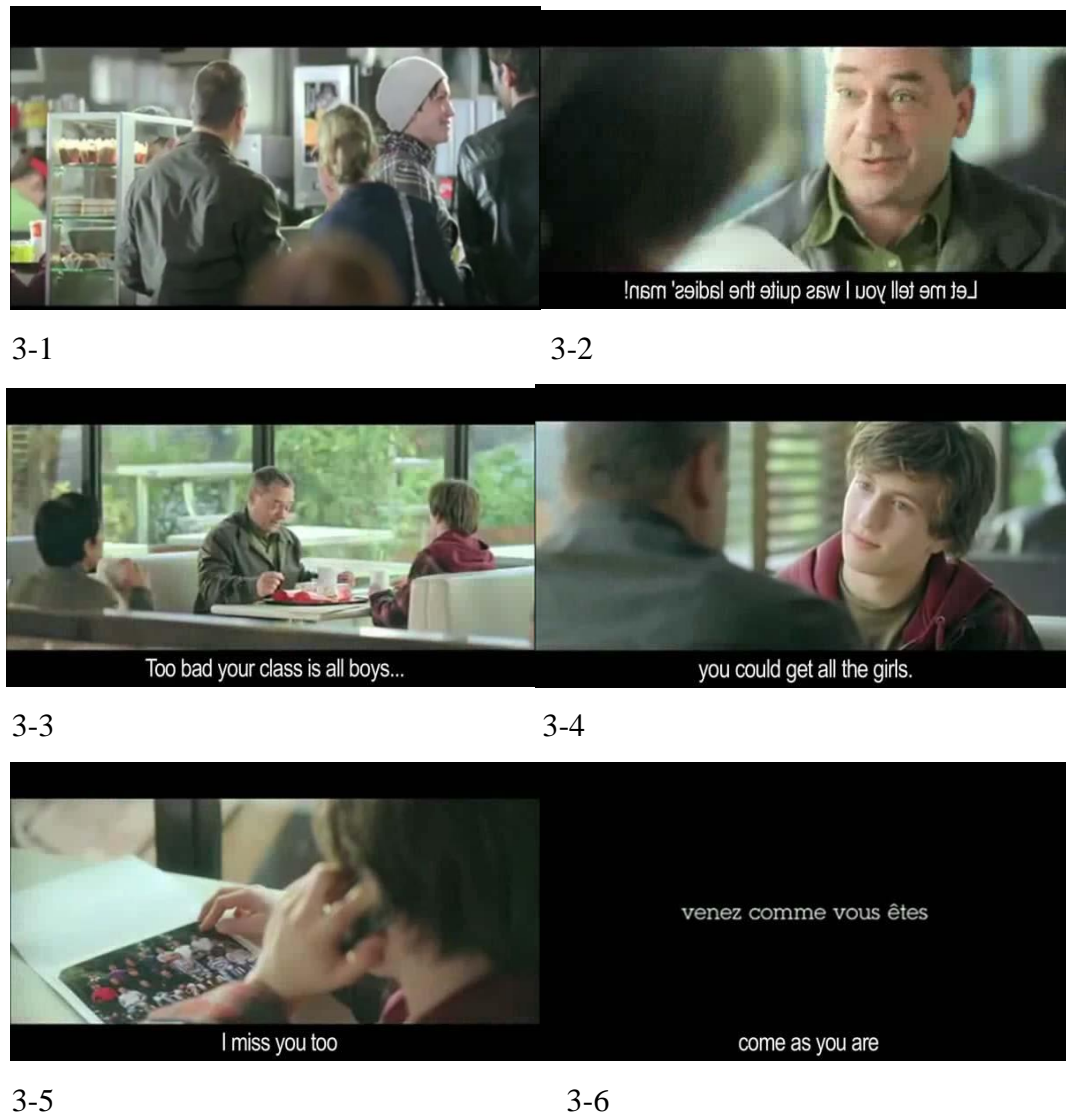 Let me tell you I was quite the ladies' man!
3-1
3-2
Too bad your class is all boys...
you could get all the girls.
3-3
3-4
venez comme vous êtes
I miss you too
come as you are
3-5
3-6